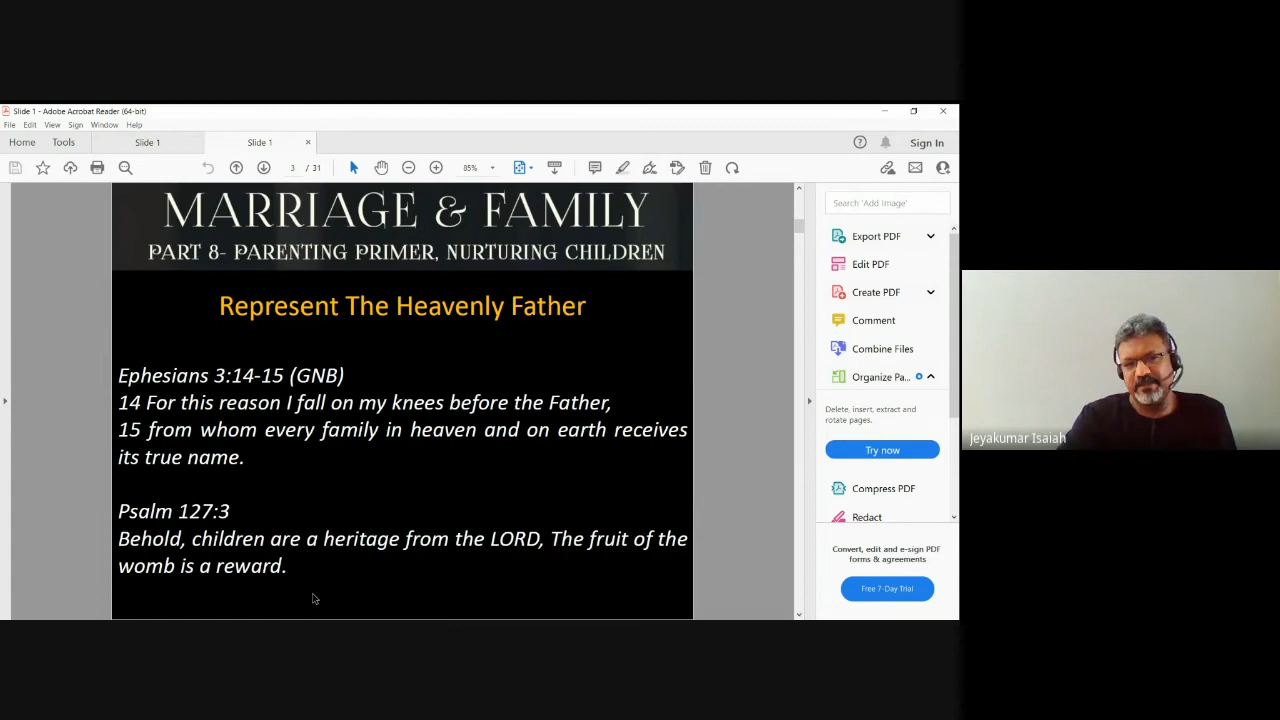 Slide 1 - Adobe Acrobat Reader (64-bit)
File Edit View Sign Window Help
Home Tools Slide 1 Slide 1 × Sign In
3 / 31 85%
MARRIAGE & FAMILY
PART 8- PARENTING PRIMER, NURTURING CHILDREN
Represent The Heavenly Father
Ephesians 3:14-15 (GNB)
14 For this reason I fall on my knees before the Father,
15 from whom every family in heaven and on earth receives
its true name.
Psalm 127:3
Behold, children are a heritage from the LORD, The fruit of the
womb is a reward.
Search 'Add Image'
Export PDF
Edit PDF
Create PDF
Comment
Combine Files
Organize Pa...
Delete, insert, extract and
rotate pages.
Try now
Compress PDF
Redact
Convert, edit and e-sign PDF
forms & agreements
Free 7-Day Trial
Jeyakumar Isaiah